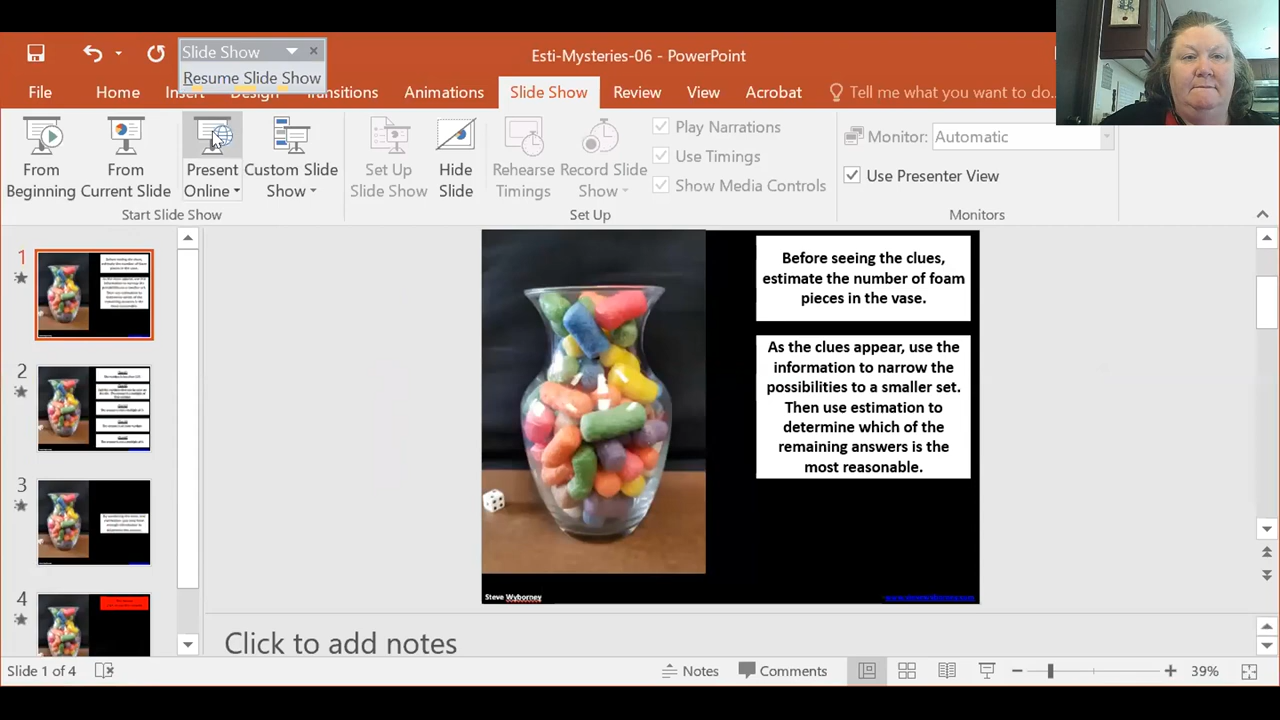 Slide Show
Esti-Mysteries-06 - PowerPoint
Resume Slide Show
File Home Insert Design Transitions Animations Slide Show Review View Acrobat Tell me what you want to do...
From Beginning
From Current Slide
Present Online
Custom Slide Show
Set Up Slide Show
Hide Slide
Rehearse Timings
Record Slide Show
Play Narrations
Use Timings
Show Media Controls
Monitor: Automatic
Use Presenter View
Start Slide Show
Set Up
Monitors
1
2
3
4
Before seeing the clues,
estimate the number of foam
pieces in the vase.
As the clues appear, use the
information to narrow the
possibilities to a smaller set.
Then use estimation to
determine which of the
remaining answers is the
most reasonable.
Steve Wyborney
Click to add notes
Slide 1 of 4
Notes
Comments
39%